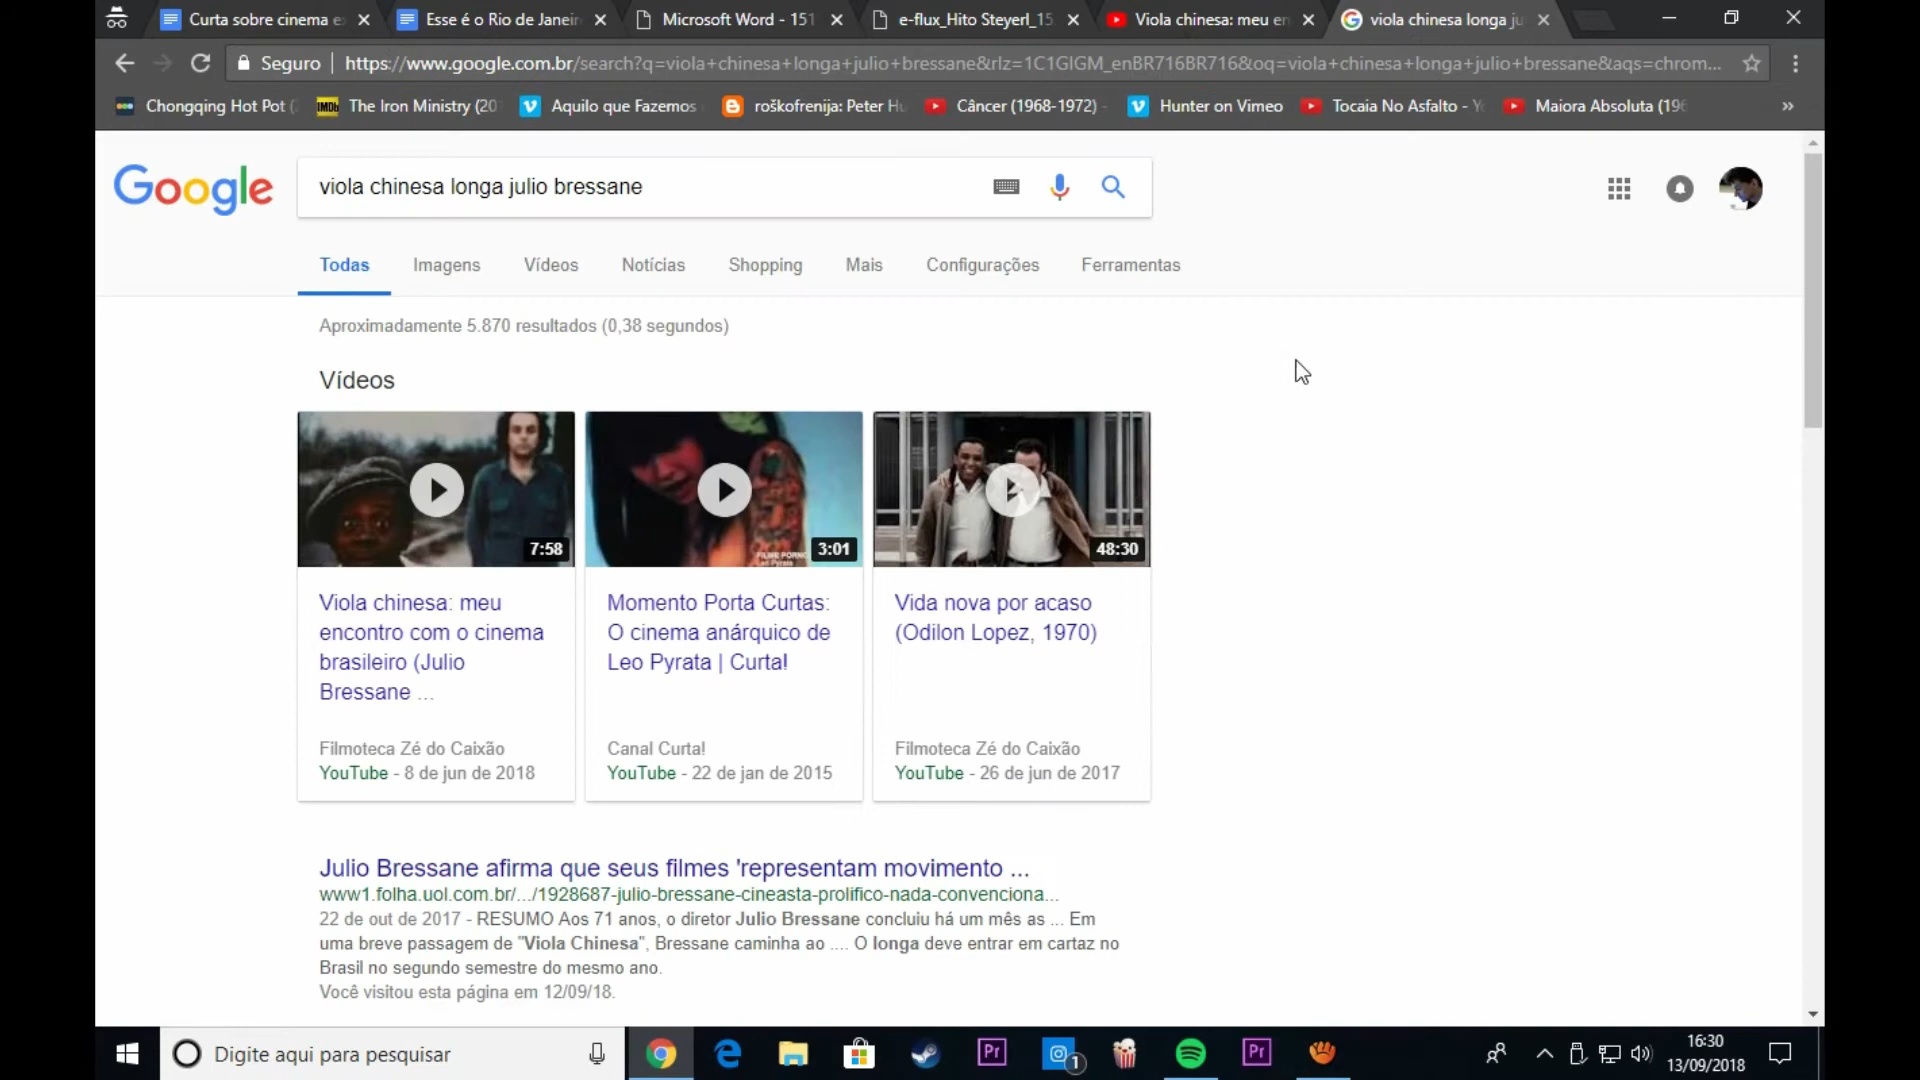 Curta sobre cinema e
Esse é o Rio de Janeir
Microsoft Word - 151
e-flux_Hito Steyerl_15
Viola chinesa: meu en
viola chinesa longa ju
Seguro
https://www.google.com.br/search?q=viola+chinesa+longa+julio+bressane&rlz=1C1GIGM_enBR716BR716&oq=viola+chinesa+longa+julio+bressane&aqs=chrom...
Chongqing Hot Pot (
IMDb The Iron Ministry (20
Aquilo que Fazemos
roškofrenija: Peter Hu
Câncer (1968-1972) -
Hunter on Vimeo
Tocaia No Asfalto - Yo
Maiora Absoluta (196
»
Google
viola chinesa longa julio bressane
Todas
Imagens
Vídeos
Notícias
Shopping
Mais
Configurações
Ferramentas
Aproximadamente 5.870 resultados (0,38 segundos)
Vídeos
7:58
FILME PORNO
Leo Pyrata
3:01
48:30
Viola chinesa: meu
encontro com o cinema
brasileiro (Julio
Bressane ...
Filmoteca Zé do Caixão
YouTube - 8 de jun de 2018
Momento Porta Curtas:
O cinema anárquico de
Leo Pyrata | Curta!
Canal Curta!
YouTube - 22 de jan de 2015
Vida nova por acaso
(Odilon Lopez, 1970)
Filmoteca Zé do Caixão
YouTube - 26 de jun de 2017
Julio Bressane afirma que seus filmes 'representam movimento ...
www1.folha.uol.com.br/.../1928687-julio-bressane-cineasta-prolifico-nada-convenciona...
22 de out de 2017 - RESUMO Aos 71 anos, o diretor Julio Bressane concluiu há um mês as ... Em
uma breve passagem de "Viola Chinesa", Bressane caminha ao .... O longa deve entrar em cartaz no
Brasil no segundo semestre do mesmo ano.
Você visitou esta página em 12/09/18.
Digite aqui para pesquisar
Pr
1
Pr
16:30
13/09/2018